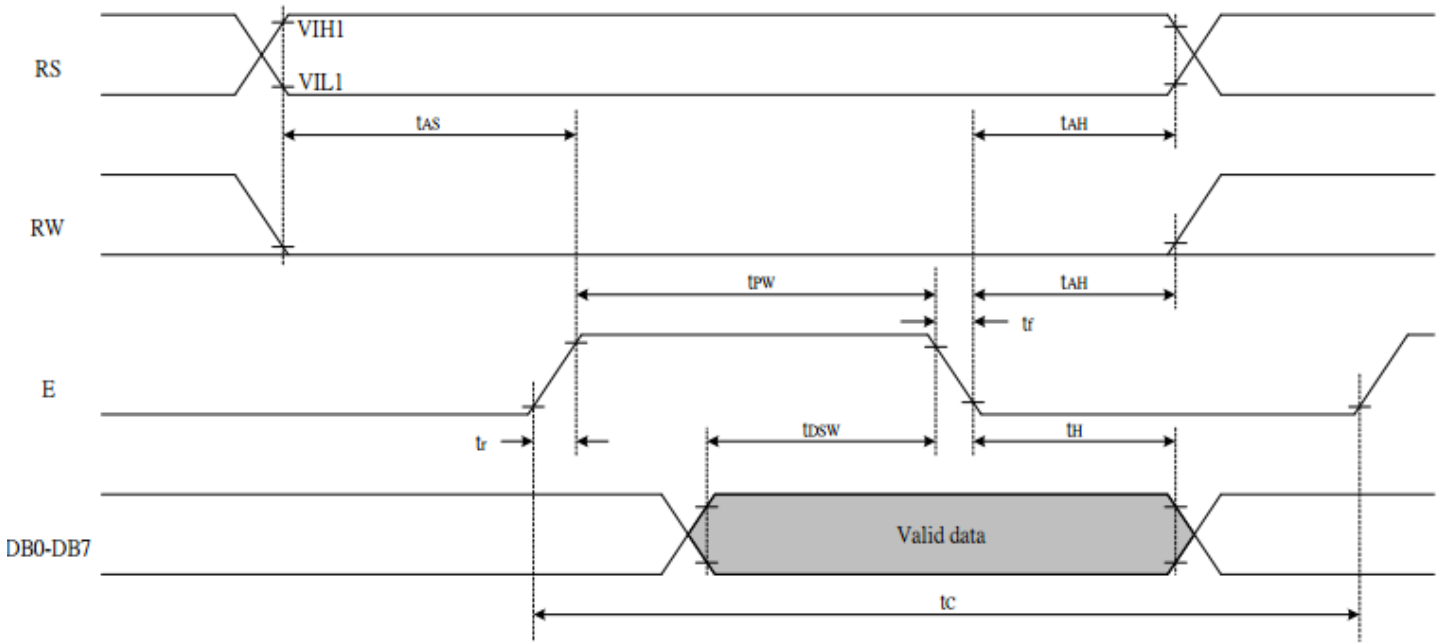 VIH1
RS
VIL1
tAS
tAH
RW
tPW
tAH
tf
E
tr
tDSW
tH
DB0-DB7
Valid data
tC